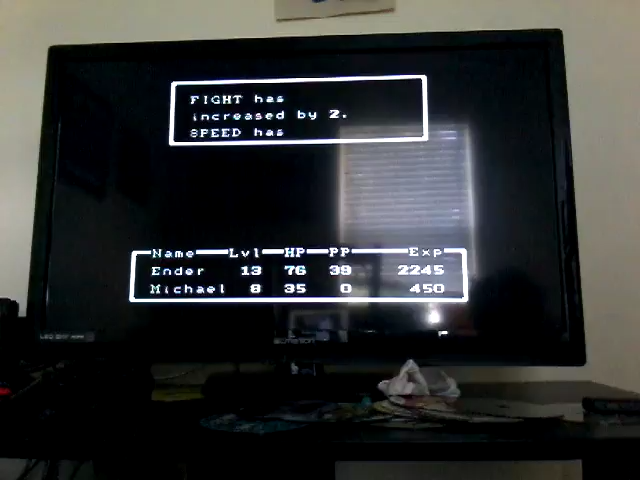 FIGHT has
increased by 2.
SPEED has
Name Lvl HP PP Exp
Ender 13 76 39 2245
Michael 8 35 0 450